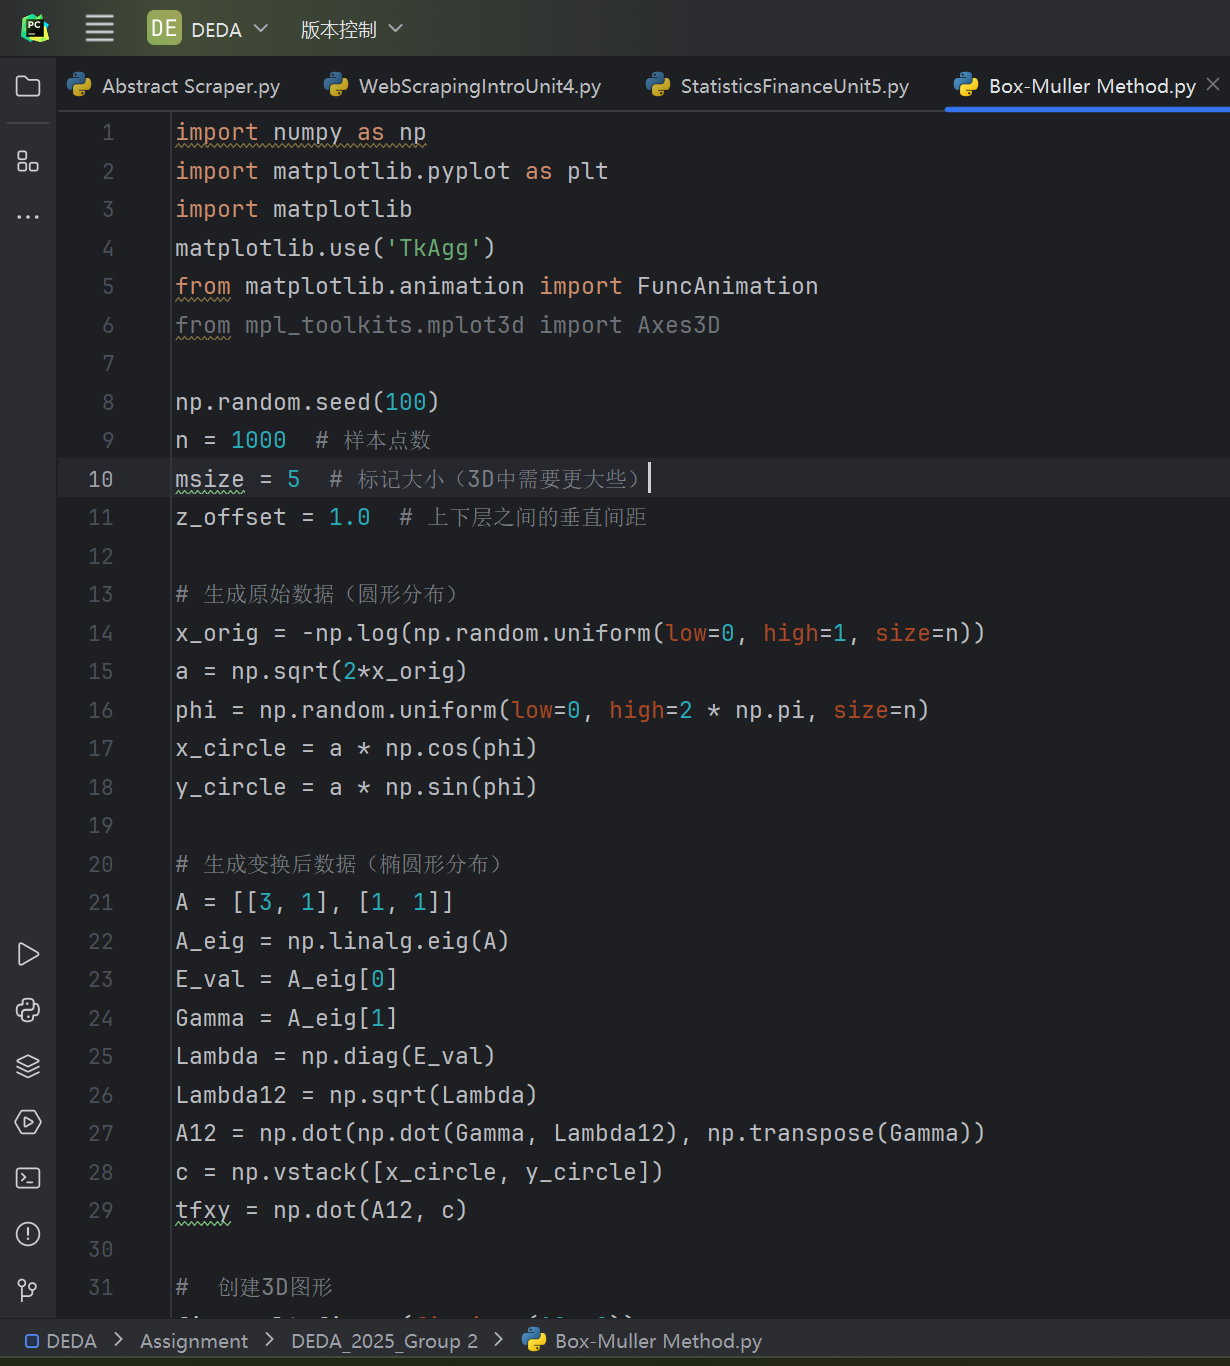 PC
DE DEDA 版本控制
Abstract Scraper.py WebScrapingIntroUnit4.py StatisticsFinanceUnit5.py Box-Muller Method.py
1 import numpy as np
2 import matplotlib.pyplot as plt
3 import matplotlib
4 matplotlib.use('TkAgg')
5 from matplotlib.animation import FuncAnimation
6 from mpl_toolkits.mplot3d import Axes3D
7
8 np.random.seed(100)
9 n = 1000  # 样本点数
10 msize = 5  # 标记大小（3D中需要更大些）
11 z_offset = 1.0  # 上下层之间的垂直间距
12
13 # 生成原始数据（圆形分布）
14 x_orig = -np.log(np.random.uniform(low=0, high=1, size=n))
15 a = np.sqrt(2*x_orig)
16 phi = np.random.uniform(low=0, high=2 * np.pi, size=n)
17 x_circle = a * np.cos(phi)
18 y_circle = a * np.sin(phi)
19
20 # 生成变换后数据（椭圆形分布）
21 A = [[3, 1], [1, 1]]
22 A_eig = np.linalg.eig(A)
23 E_val = A_eig[0]
24 Gamma = A_eig[1]
25 Lambda = np.diag(E_val)
26 Lambda12 = np.sqrt(Lambda)
27 A12 = np.dot(np.dot(Gamma, Lambda12), np.transpose(Gamma))
28 c = np.vstack([x_circle, y_circle])
29 tfxy = np.dot(A12, c)
30
31 #  创建3D图形
DEDA > Assignment > DEDA_2025_Group 2 > Box-Muller Method.py